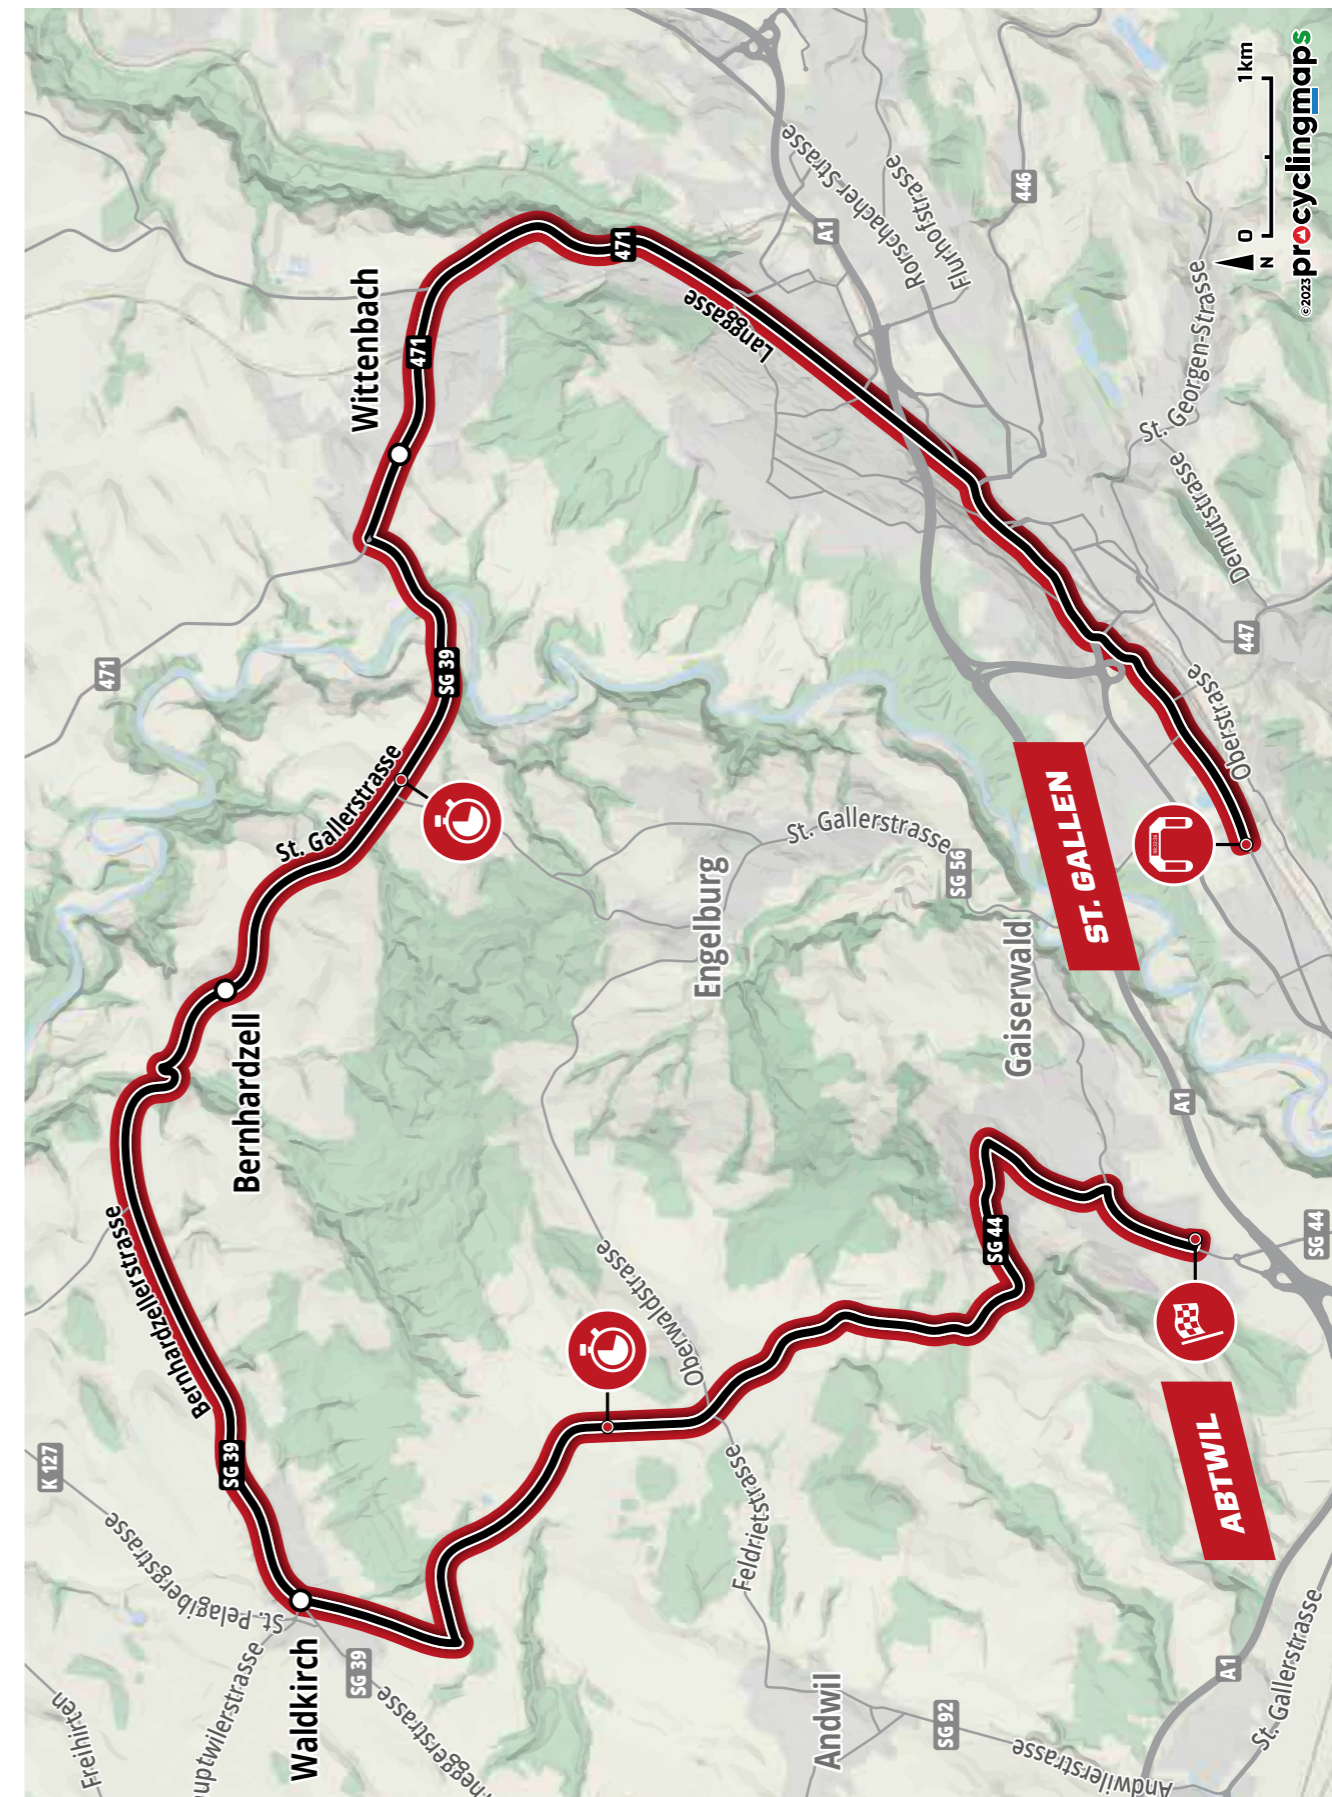 Wittenbach
471
471
471
Langgasse
A1
Rorschacher Strasse
Flurhofstrasse
446
St. Georgen-Strasse
Demutstrasse
447
Oberstrasse
N
0
1km
©2023 procyclingmaps
SG 39
St. Gallerstrasse
Bernhardzell
Bernhardzellerstrasse
SG 39
K 127
St. Pelagibergstrasse
Waldkirch
SG 39
Freihirten
Engelburg
St. Gallerstrasse
SG 56
Gaiserwald
ST. GALLEN
A1
SG 44
SG 44
Oberwaldstrasse
Feldrietstrasse
Andwil
SG 92
Andwilerstrasse
ABTWIL
A1
St. Gallerstrasse